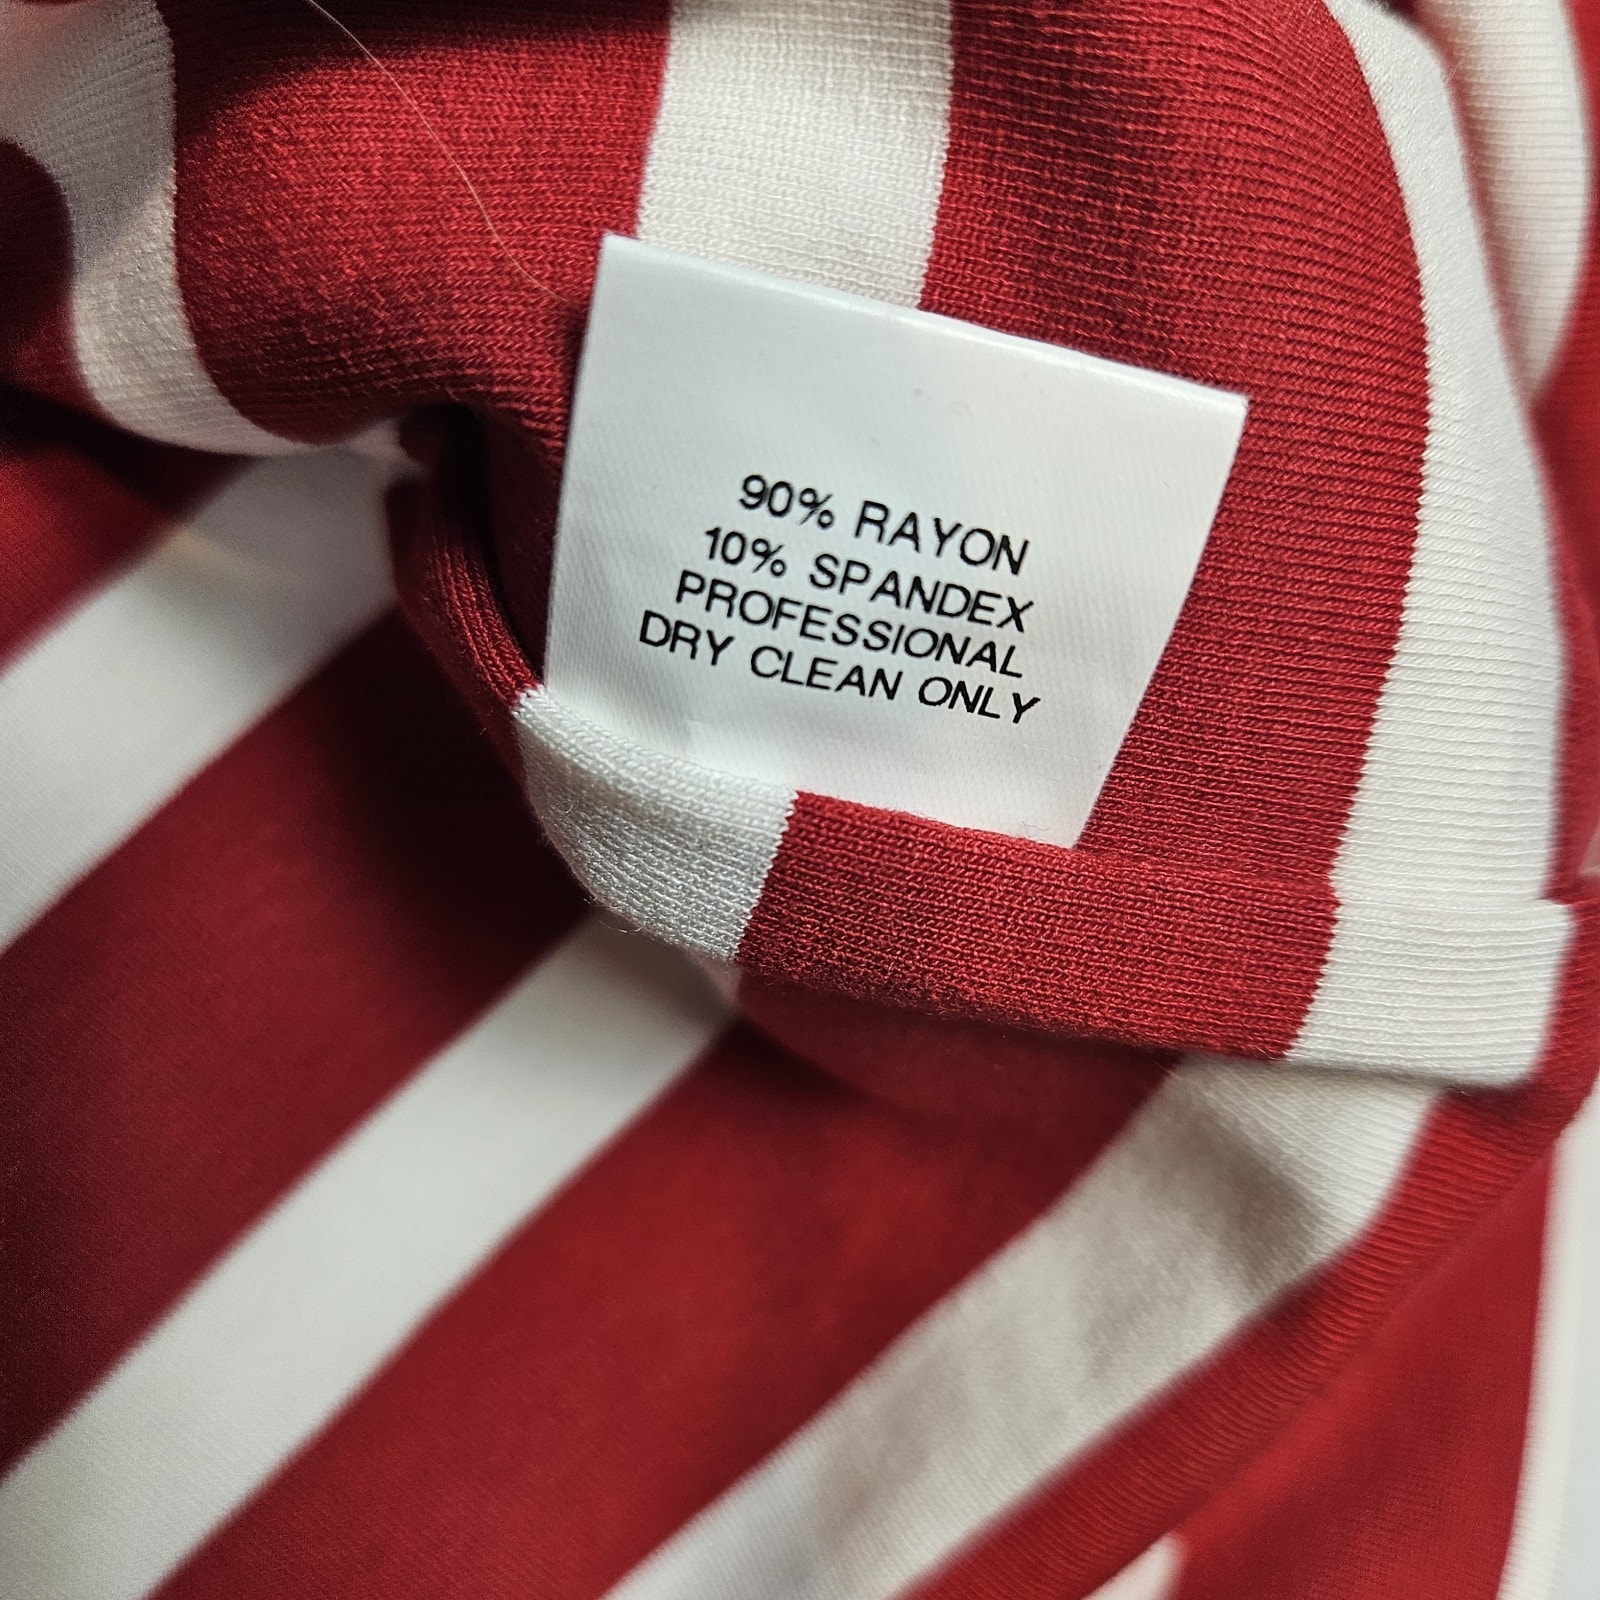 90% RAYON
10% SPANDEX
PROFESSIONAL
DRY CLEAN ONLY